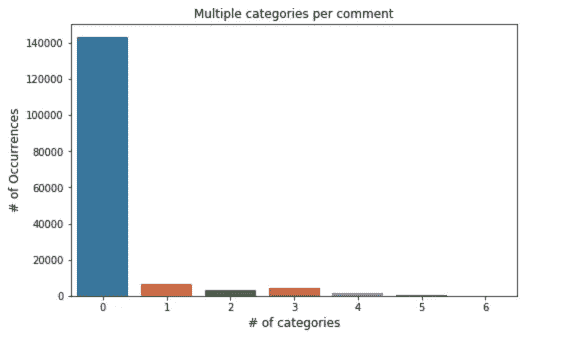 Multiple categories per comment
# of Occurrences
140000
120000
100000
80000
60000
40000
20000
0
0 1 2 3 4 5 6
# of categories